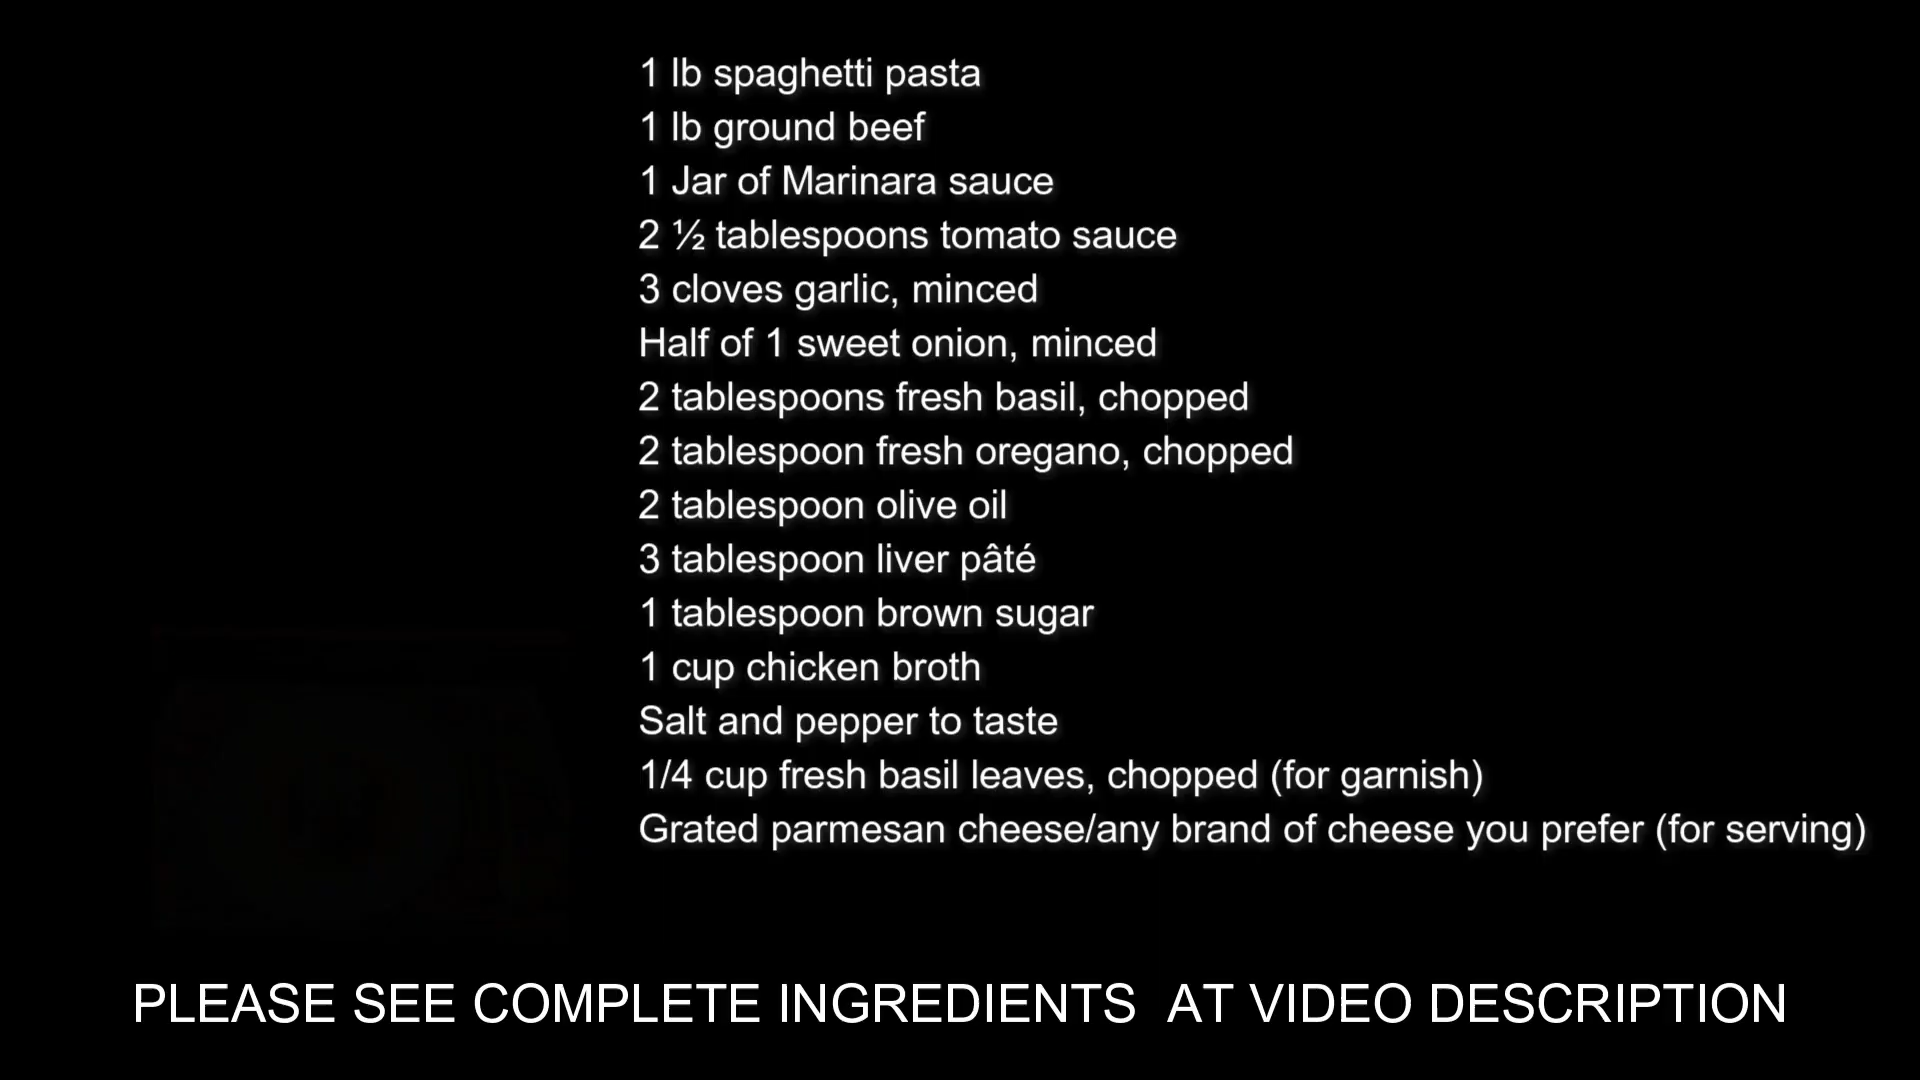 1 lb spaghetti pasta
1 lb ground beef
1 Jar of Marinara sauce
2 ½ tablespoons tomato sauce
3 cloves garlic, minced
Half of 1 sweet onion, minced
2 tablespoons fresh basil, chopped
2 tablespoon fresh oregano, chopped
2 tablespoon olive oil
3 tablespoon liver pâté
1 tablespoon brown sugar
1 cup chicken broth
Salt and pepper to taste
1/4 cup fresh basil leaves, chopped (for garnish)
Grated parmesan cheese/any brand of cheese you prefer (for serving)
PLEASE SEE COMPLETE INGREDIENTS  AT VIDEO DESCRIPTION